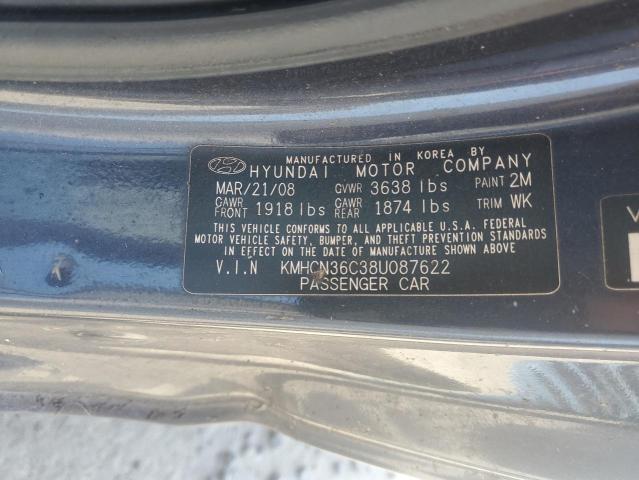 MANUFACTURED IN KOREA BY
HYUNDAI MOTOR COMPANY
MAR/21/08 GVWR 3638 lbs PAINT 2M
GAWR FRONT 1918 lbs GAWR REAR 1874 lbs TRIM WK
THIS VEHICLE CONFORMS TO ALL APPLICABLE U.S.A. FEDERAL
MOTOR VEHICLE SAFETY, BUMPER, AND THEFT PREVENTION STANDARDS
IN EFFECT ON THE DATE OF MANUFACTURE SHOWN ABOVE
V.I.N KMHCN36C38U087622
PASSENGER CAR
V